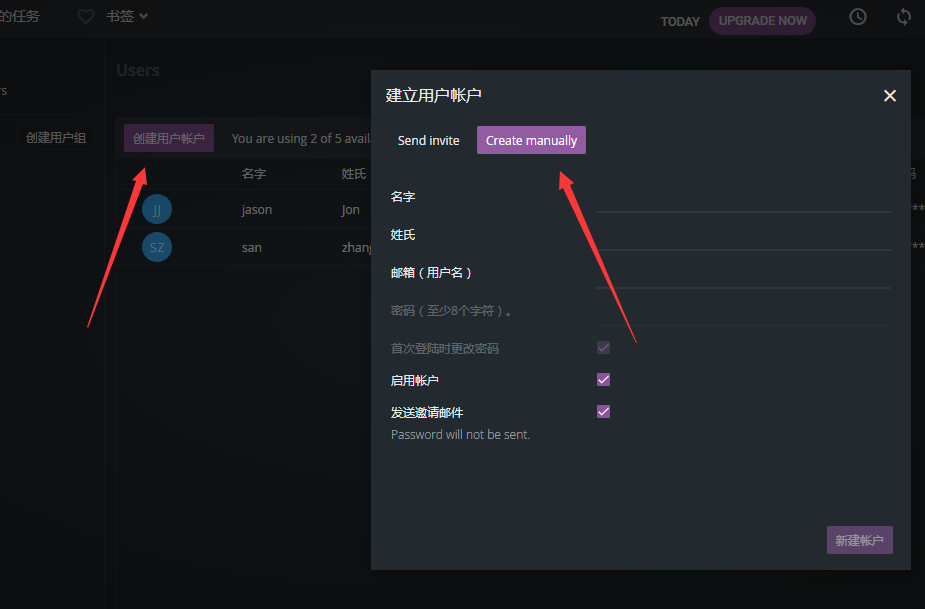 的任务
书签
TODAY
UPGRADE NOW
Users
rs
创建用户组
创建用户帐户
You are using 2 of 5 avail
名字
姓氏
JJ
jason
Jon
**
SZ
san
zhang
**
建立用户帐户
Send invite
Create manually
名字
姓氏
邮箱（用户名）
密码（至少8个字符）。
首次登陆时更改密码
启用帐户
发送邀请邮件
Password will not be sent.
新建帐户